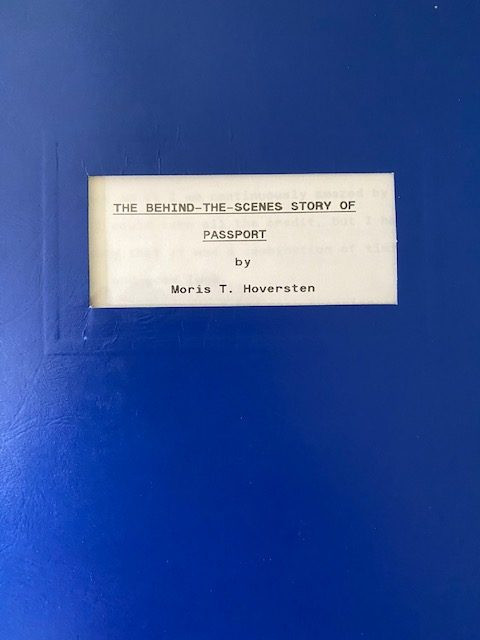 THE BEHIND-THE-SCENES STORY OF
PASSPORT
by
Moris T. Hoversten